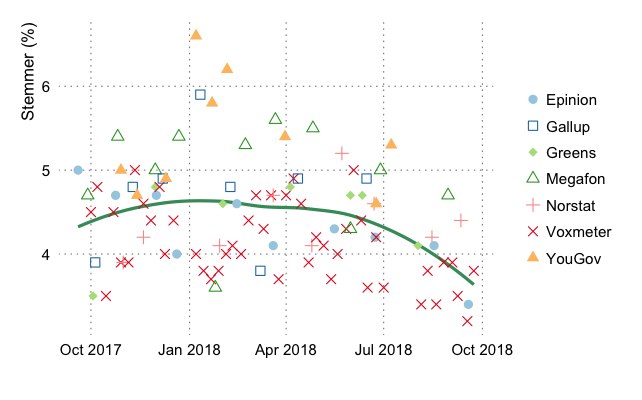 Stemmer (%)
6
5
4
Oct 2017 Jan 2018 Apr 2018 Jul 2018 Oct 2018
Epinion
Gallup
Greens
Megafon
Norstat
Voxmeter
YouGov